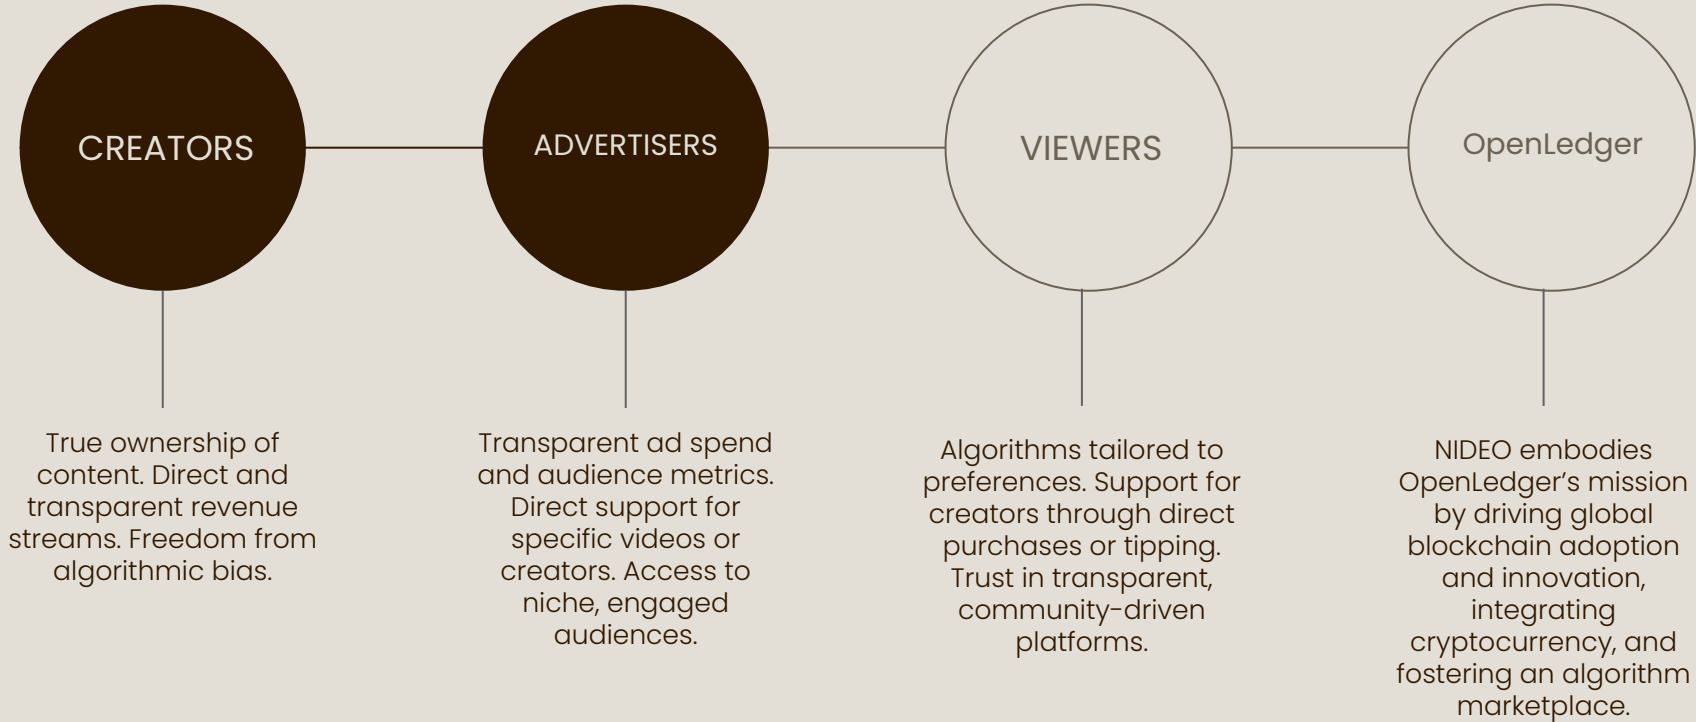 CREATORS
ADVERTISERS
VIEWERS
OpenLedger
True ownership of
content. Direct and
transparent revenue
streams. Freedom from
algorithmic bias.
Transparent ad spend
and audience metrics.
Direct support for
specific videos or
creators. Access to
niche, engaged
audiences.
Algorithms tailored to
preferences. Support for
creators through direct
purchases or tipping.
Trust in transparent,
community-driven
platforms.
NIDEO embodies
OpenLedger’s mission
by driving global
blockchain adoption
and innovation,
integrating
cryptocurrency, and
fostering an algorithm
marketplace.